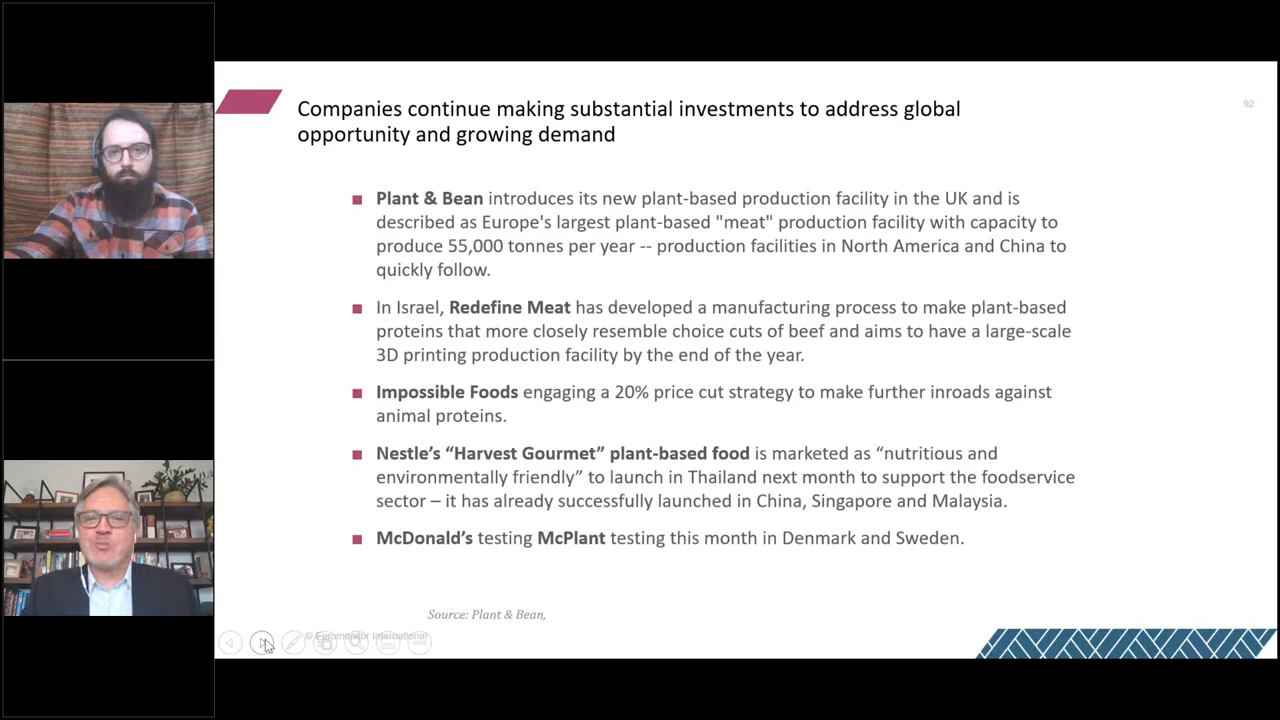 Companies continue making substantial investments to address global
opportunity and growing demand
92
Plant & Bean introduces its new plant-based production facility in the UK and is
described as Europe's largest plant-based "meat" production facility with capacity to
produce 55,000 tonnes per year -- production facilities in North America and China to
quickly follow.
In Israel, Redefine Meat has developed a manufacturing process to make plant-based
proteins that more closely resemble choice cuts of beef and aims to have a large-scale
3D printing production facility by the end of the year.
Impossible Foods engaging a 20% price cut strategy to make further inroads against
animal proteins.
Nestle’s “Harvest Gourmet” plant-based food is marketed as “nutritious and
environmentally friendly” to launch in Thailand next month to support the foodservice
sector – it has already successfully launched in China, Singapore and Malaysia.
McDonald’s testing McPlant testing this month in Denmark and Sweden.
Source: Plant & Bean,
© Euromonitor International